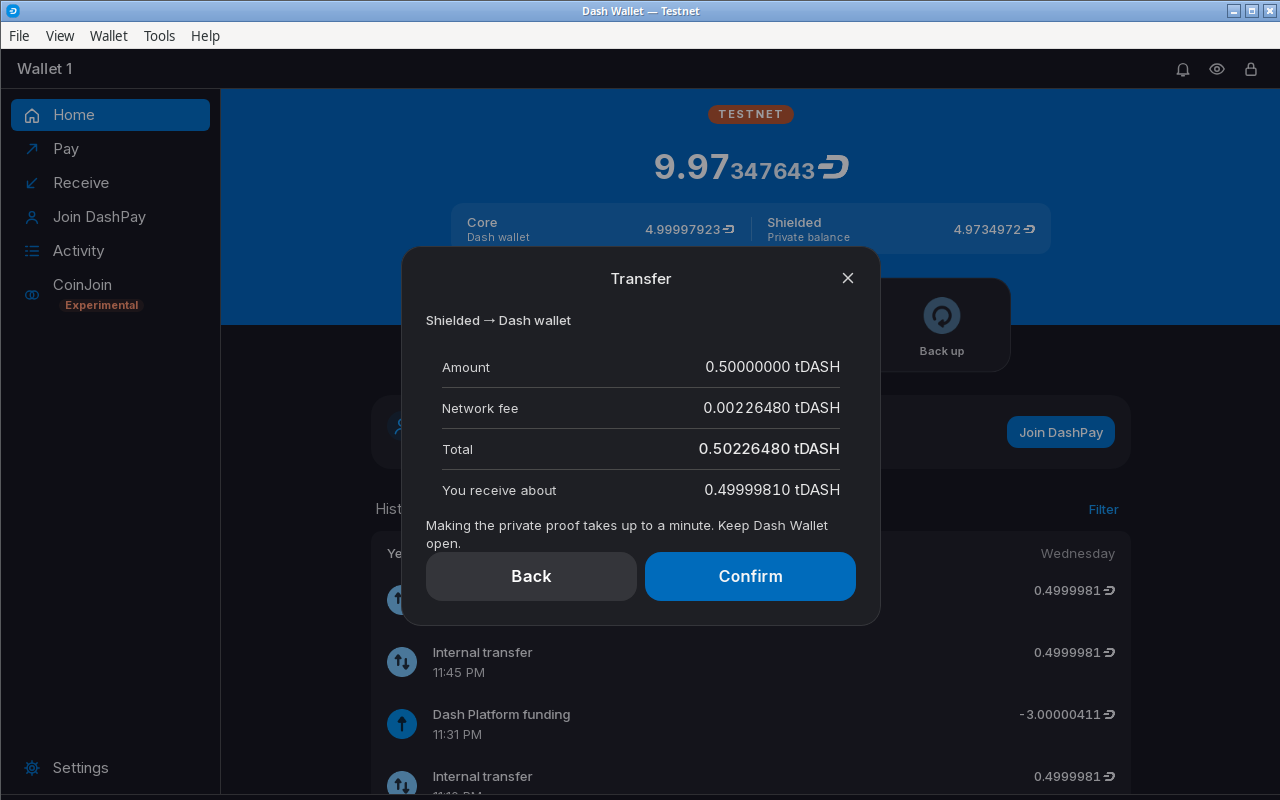 Dash Wallet — Testnet
File View Wallet Tools Help
Wallet 1
Home
Pay
Receive
Join DashPay
Activity
CoinJoin
Experimental
Settings
TESTNET
9.97347643
Core
Dash wallet
4.99997923
Shielded
Private balance
4.9734972
Back up
Join DashPay
Filter
Wednesday
0.4999981
Internal transfer
11:45 PM
0.4999981
Dash Platform funding
11:31 PM
-3.00000411
Internal transfer
0.4999981
Transfer
Shielded → Dash wallet
Amount 0.50000000 tDASH
Network fee 0.00226480 tDASH
Total 0.50226480 tDASH
You receive about 0.49999810 tDASH
Making the private proof takes up to a minute. Keep Dash Wallet
open.
Back Confirm